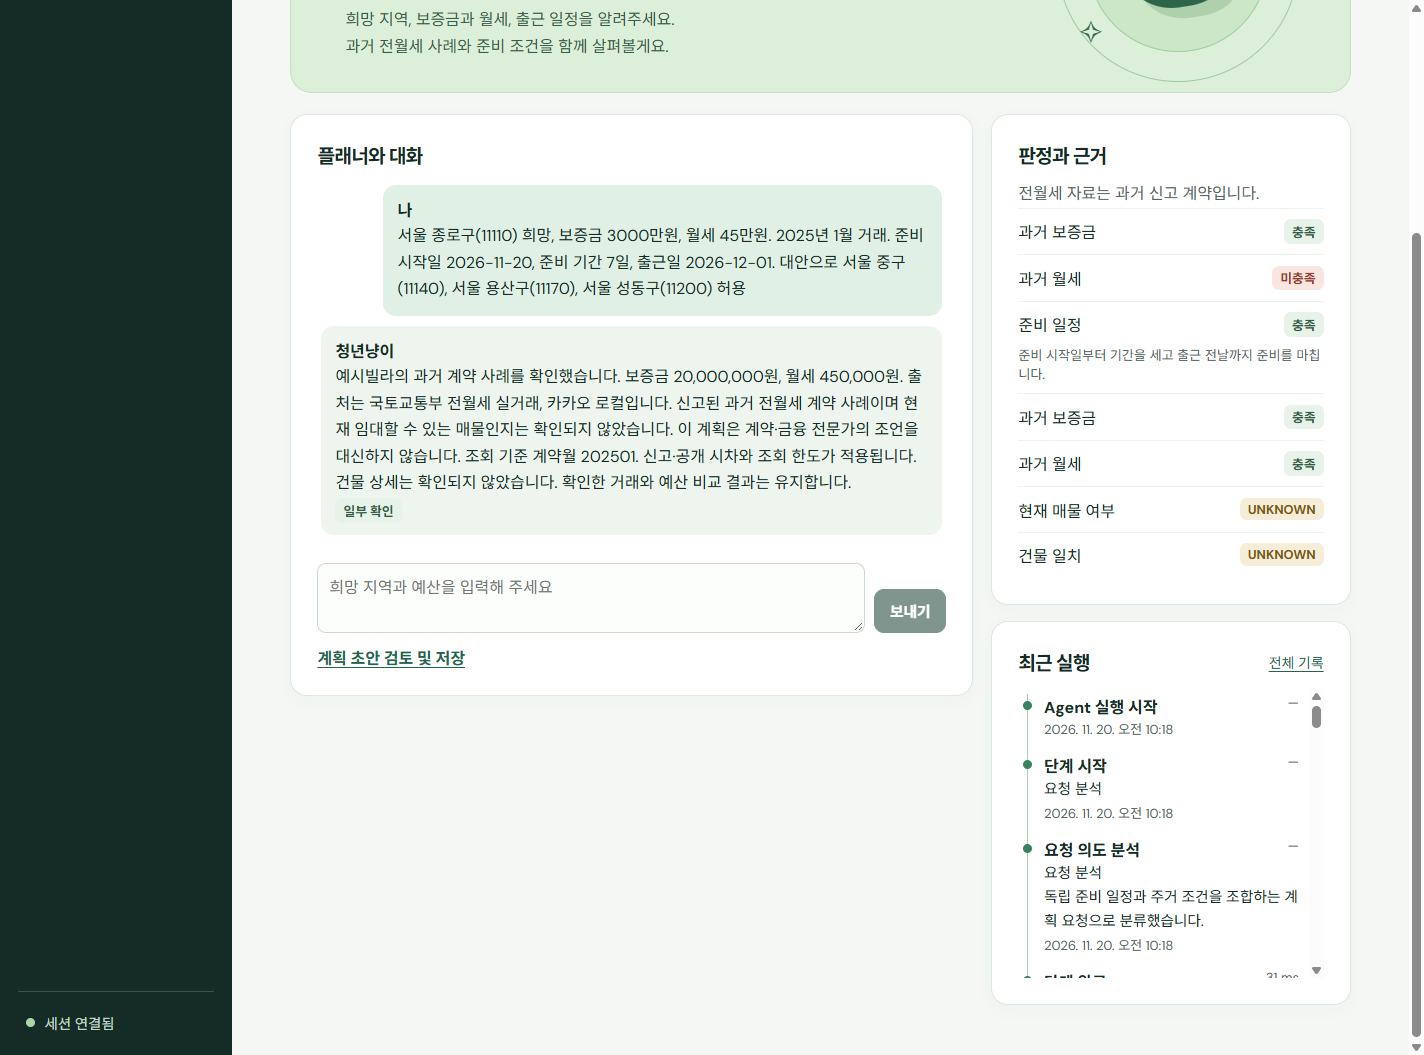 희망 지역, 보증금과 월세, 출근 일정을 알려주세요.
과거 전월세 사례와 준비 조건을 함께 살펴볼게요.
플래너와 대화
나
서울 종로구(11110) 희망, 보증금 3000만원, 월세 45만원. 2025년 1월 거래. 준비
시작일 2026-11-20, 준비 기간 7일, 출근일 2026-12-01. 대안으로 서울 중구
(11140), 서울 용산구(11170), 서울 성동구(11200) 허용
청년냥이
예시빌라의 과거 계약 사례를 확인했습니다. 보증금 20,000,000원, 월세 450,000원. 출
처는 국토교통부 전월세 실거래, 카카오 로컬입니다. 신고된 과거 전월세 계약 사례이며 현
재 임대할 수 있는 매물인지는 확인되지 않았습니다. 이 계획은 계약·금융 전문가의 조언을
대신하지 않습니다. 조회 기준 계약월 202501. 신고·공개 시차와 조회 한도가 적용됩니다.
건물 상세는 확인되지 않았습니다. 확인한 거래와 예산 비교 결과는 유지합니다.
일부 확인
희망 지역과 예산을 입력해 주세요
보내기
계획 초안 검토 및 저장
판정과 근거
전월세 자료는 과거 신고 계약입니다.
과거 보증금 충족
과거 월세 미충족
준비 일정 충족
준비 시작일부터 기간을 세고 출근 전날까지 준비를 마칩
니다.
과거 보증금 충족
과거 월세 충족
현재 매물 여부 UNKNOWN
건물 일치 UNKNOWN
최근 실행 전체 기록
Agent 실행 시작 —
2026. 11. 20. 오전 10:18
단계 시작 —
요청 분석
2026. 11. 20. 오전 10:18
요청 의도 분석 —
요청 분석
독립 준비 일정과 주거 조건을 조합하는 계
획 요청으로 분류했습니다.
2026. 11. 20. 오전 10:18
세션 연결됨